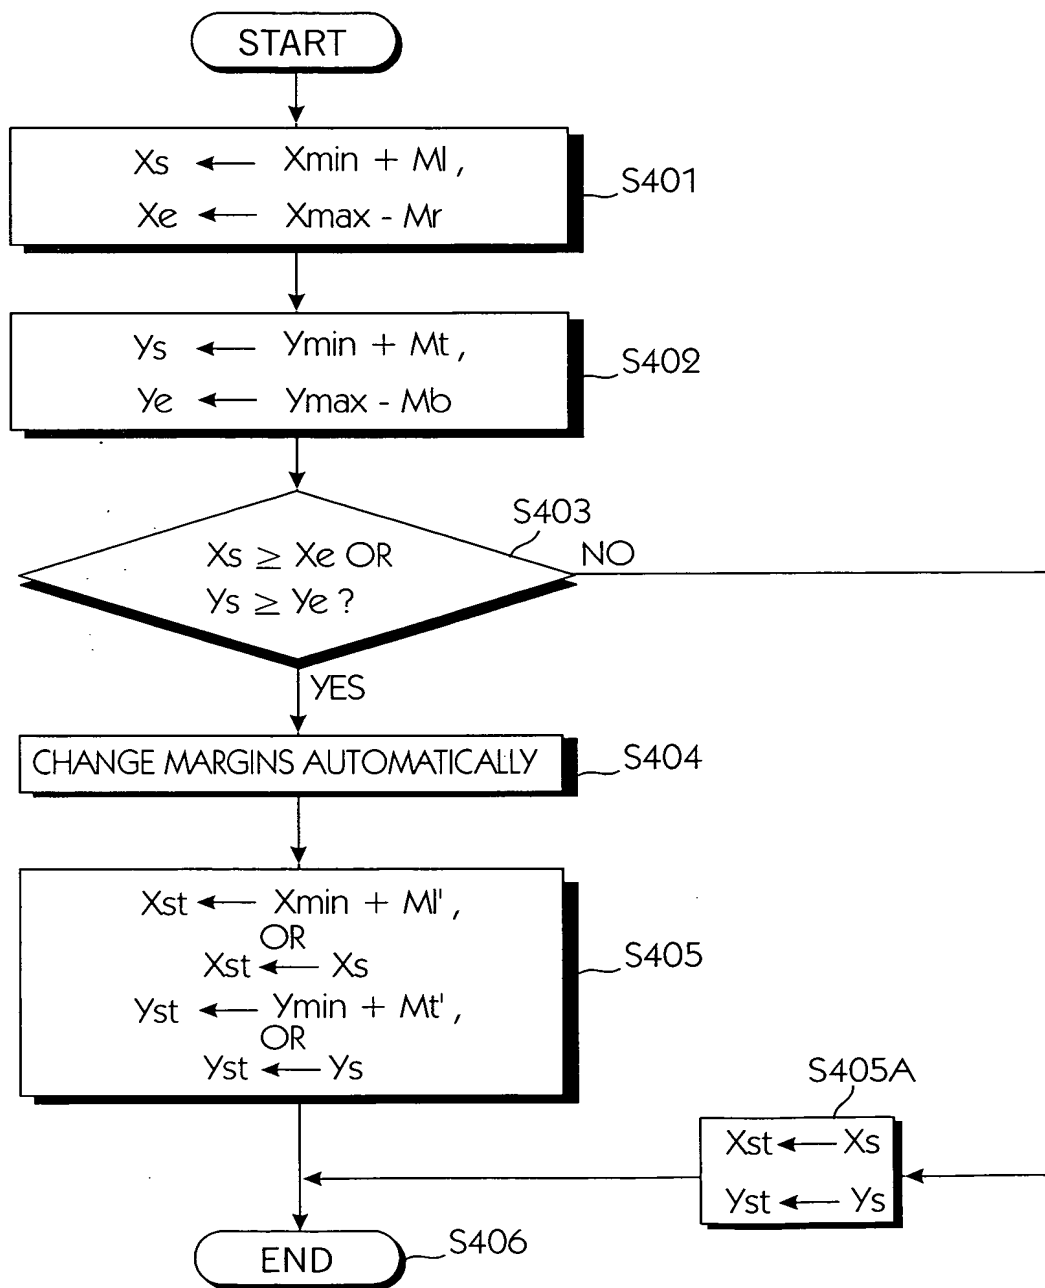 START
Xs ← Xmin + Ml ,
Xe ← Xmax - Mr
S401
Ys ← Ymin + Mt ,
Ye ← Ymax - Mb
S402
S403
Xs ≥ Xe OR
Ys ≥ Ye ?
NO
YES
CHANGE MARGINS AUTOMATICALLY
S404
Xst ← Xmin + Ml' ,
OR
Xst ← Xs
Yst ← Ymin + Mt' ,
OR
Yst ← Ys
S405
S405A
Xst ← Xs
Yst ← Ys
END
S406